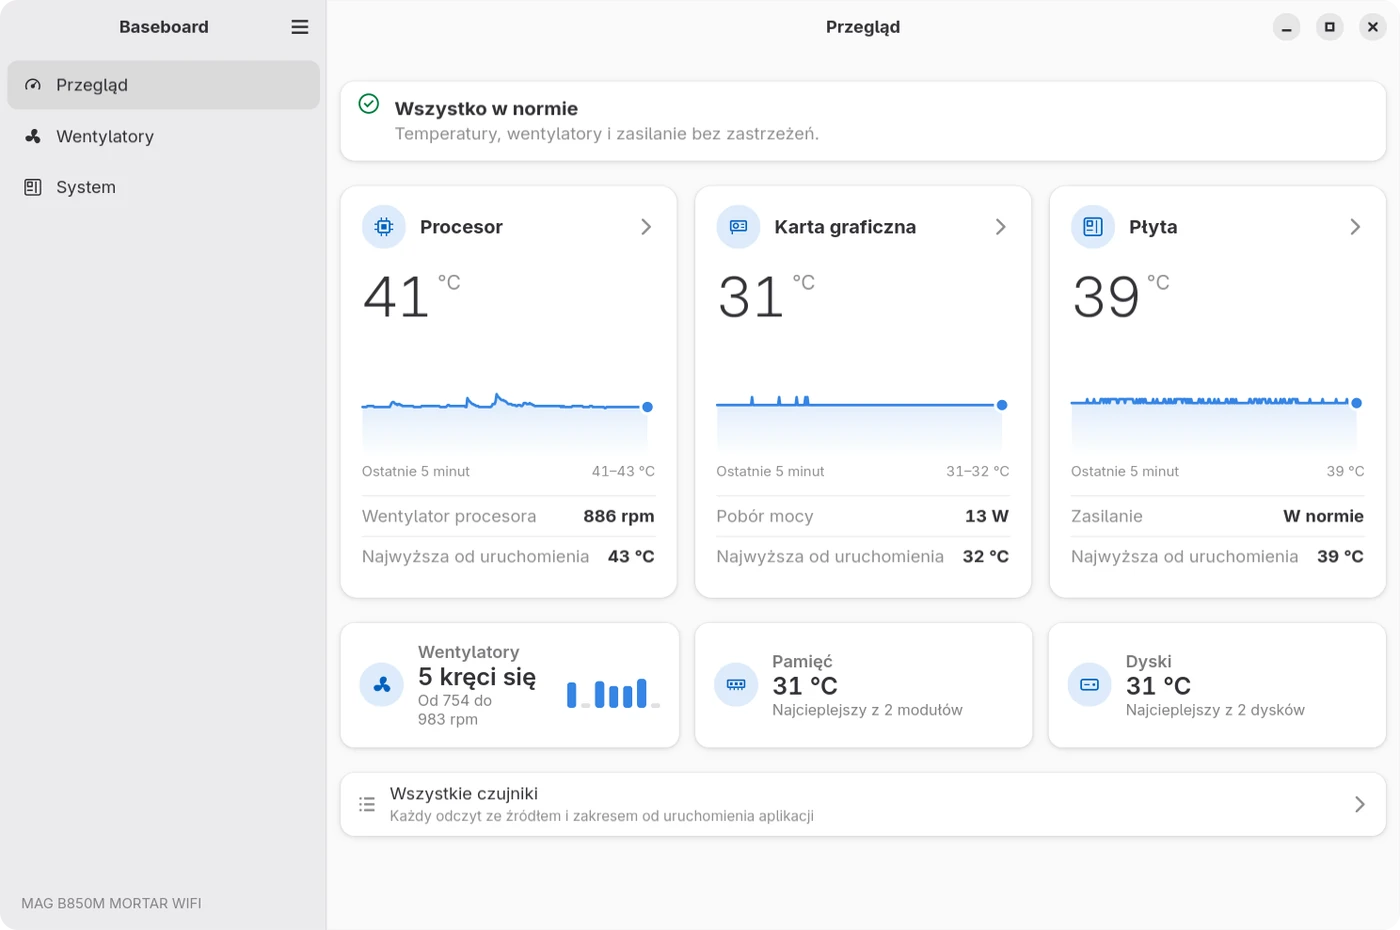 Baseboard
Przegląd
Przegląd
Wentylatory
System
Wszystko w normie
Temperatury, wentylatory i zasilanie bez zastrzeżeń.
Procesor
41 °C
Ostatnie 5 minut 41–43 °C
Wentylator procesora 886 rpm
Najwyższa od uruchomienia 43 °C
Karta graficzna
31 °C
Ostatnie 5 minut 31–32 °C
Pobór mocy 13 W
Najwyższa od uruchomienia 32 °C
Płyta
39 °C
Ostatnie 5 minut 39 °C
Zasilanie W normie
Najwyższa od uruchomienia 39 °C
Wentylatory
5 kręci się
Od 754 do
983 rpm
Pamięć
31 °C
Najcieplejszy z 2 modułów
Dyski
31 °C
Najcieplejszy z 2 dysków
Wszystkie czujniki
Każdy odczyt ze źródłem i zakresem od uruchomienia aplikacji
MAG B850M MORTAR WIFI